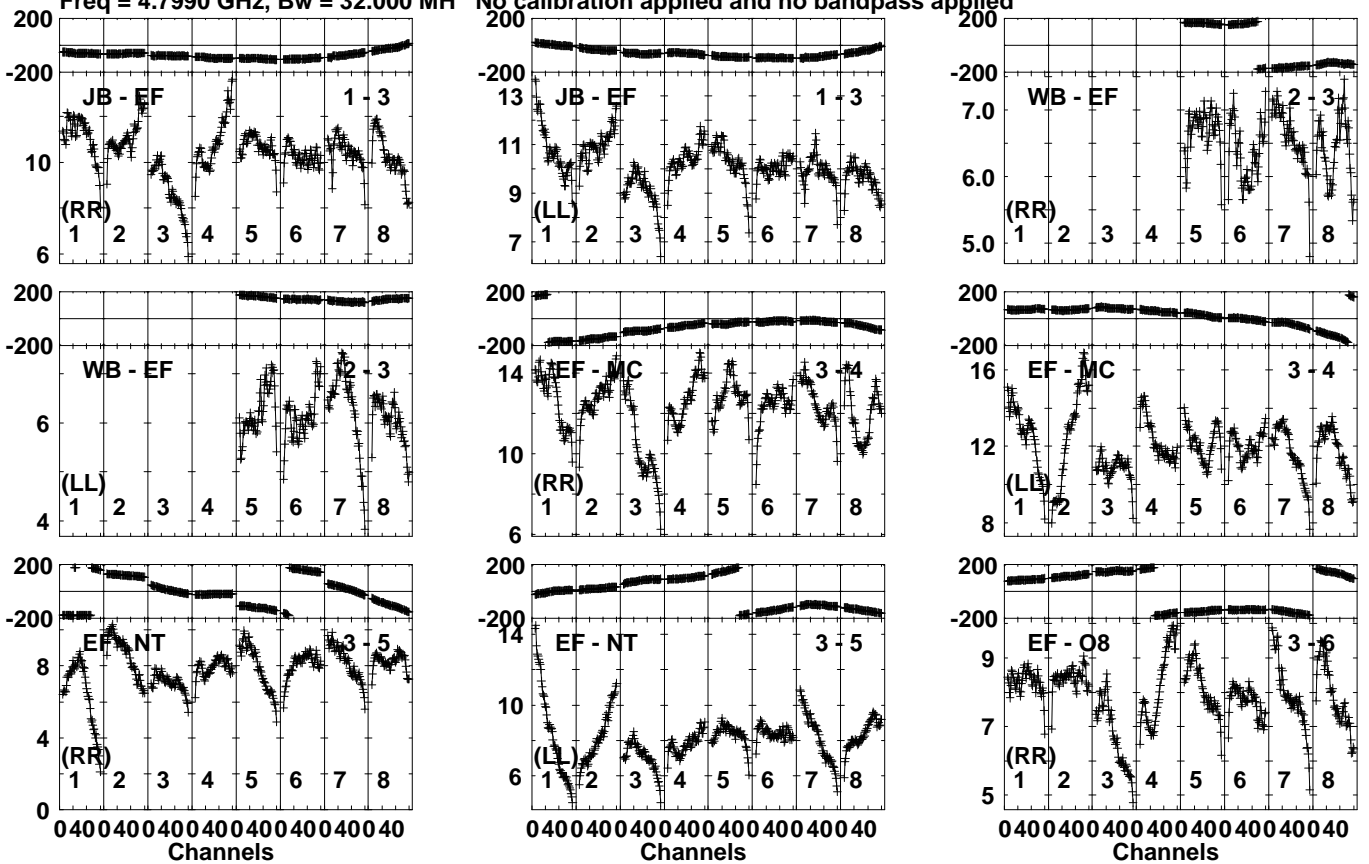 Freq = 4.7990 GHz, Bw = 32.000 MH No calibration applied and no bandpass applied
200
-200
JB - EF 1 - 3
10
6
(RR)
1 2 3 4 5 6 7 8
200
-200
JB - EF 1 - 3
13
11
9
7
(LL)
1 2 3 4 5 6 7 8
200
-200
WB - EF 2 - 3
7.0
6.0
5.0
(RR)
1 2 3 4 5 6 7 8
200
-200
WB - EF 2 - 3
6
4
(LL)
1 2 3 4 5 6 7 8
200
-200
EF - MC 3 - 4
14
10
6
(RR)
1 2 3 4 5 6 7 8
200
-200
EF - MC 3 - 4
16
12
8
(LL)
1 2 3 4 5 6 7 8
200
-200
EF - NT 3 - 5
8
4
0
(RR)
1 2 3 4 5 6 7 8
0 40 0 40 0 40 0 40 0 40 0 40 0 40 0 40
Channels
200
-200
EF - NT 3 - 5
14
10
6
(LL)
1 2 3 4 5 6 7 8
0 40 0 40 0 40 0 40 0 40 0 40 0 40 0 40
Channels
200
-200
EF - O8 3 - 6
9
7
5
(RR)
1 2 3 4 5 6 7 8
0 40 0 40 0 40 0 40 0 40 0 40 0 40 0 40
Channels